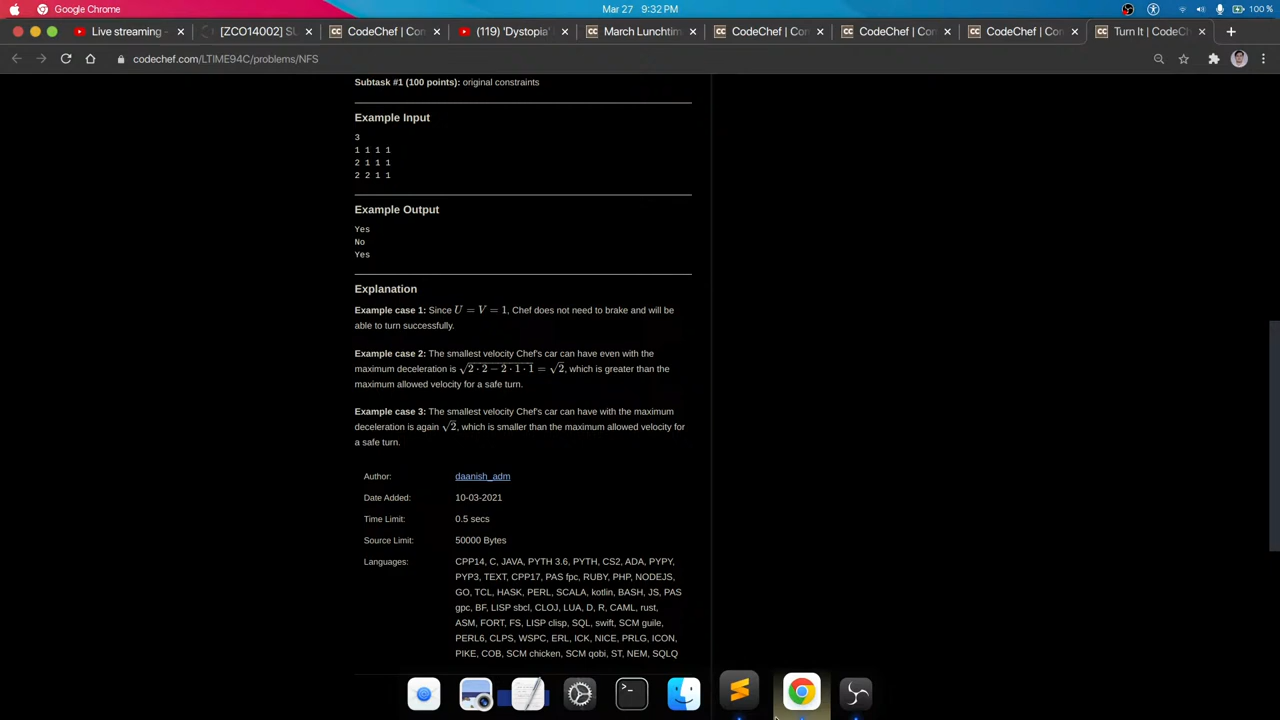 Google Chrome
Mar 27 9:32 PM
100 %
Live streaming -
[ZCO14002] SU
CodeChef | Con
(119) 'Dystopia'
March Lunchtim
CodeChef | Con
CodeChef | Con
CodeChef | Con
Turn It | CodeCh
codechef.com/LTIME94C/problems/NFS
Subtask #1 (100 points): original constraints
Example Input
3
1 1 1 1
2 1 1 1
2 2 1 1
Example Output
Yes
No
Yes
Explanation
Example case 1: Since U = V = 1, Chef does not need to brake and will be
able to turn successfully.
Example case 2: The smallest velocity Chef's car can have even with the
maximum deceleration is √2 · 2 − 2 · 1 · 1 = √2, which is greater than the
maximum allowed velocity for a safe turn.
Example case 3: The smallest velocity Chef's car can have with the maximum
deceleration is again √2, which is smaller than the maximum allowed velocity for
a safe turn.
Author: daanish_adm
Date Added: 10-03-2021
Time Limit: 0.5 secs
Source Limit: 50000 Bytes
Languages: CPP14, C, JAVA, PYTH 3.6, PYTH, CS2, ADA, PYPY,
PYP3, TEXT, CPP17, PAS fpc, RUBY, PHP, NODEJS,
GO, TCL, HASK, PERL, SCALA, kotlin, BASH, JS, PAS
gpc, BF, LISP sbcl, CLOJ, LUA, D, R, CAML, rust,
ASM, FORT, FS, LISP clisp, SQL, swift, SCM guile,
PERL6, CLPS, WSPC, ERL, ICK, NICE, PRLG, ICON,
PIKE, COB, SCM chicken, SCM qobi, ST, NEM, SQLQ